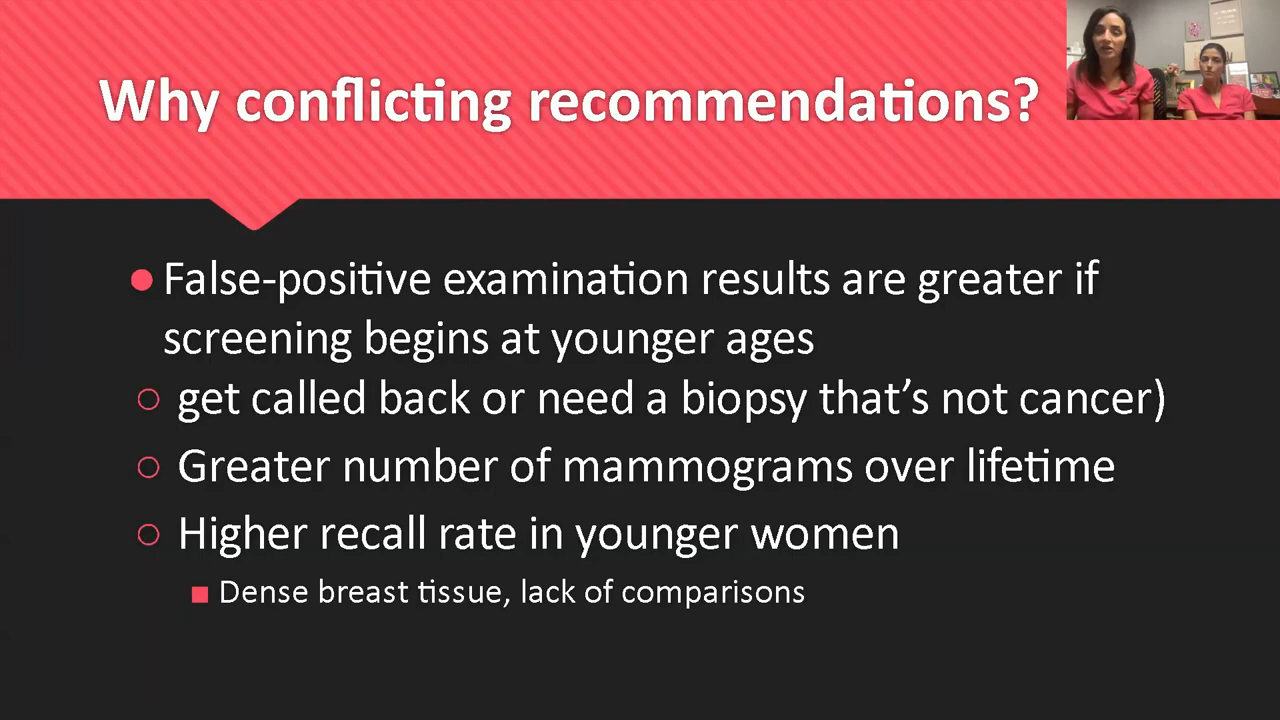 Why conflicting recommendations?
False-positive examination results are greater if
screening begins at younger ages
get called back or need a biopsy that’s not cancer)
Greater number of mammograms over lifetime
Higher recall rate in younger women
Dense breast tissue, lack of comparisons